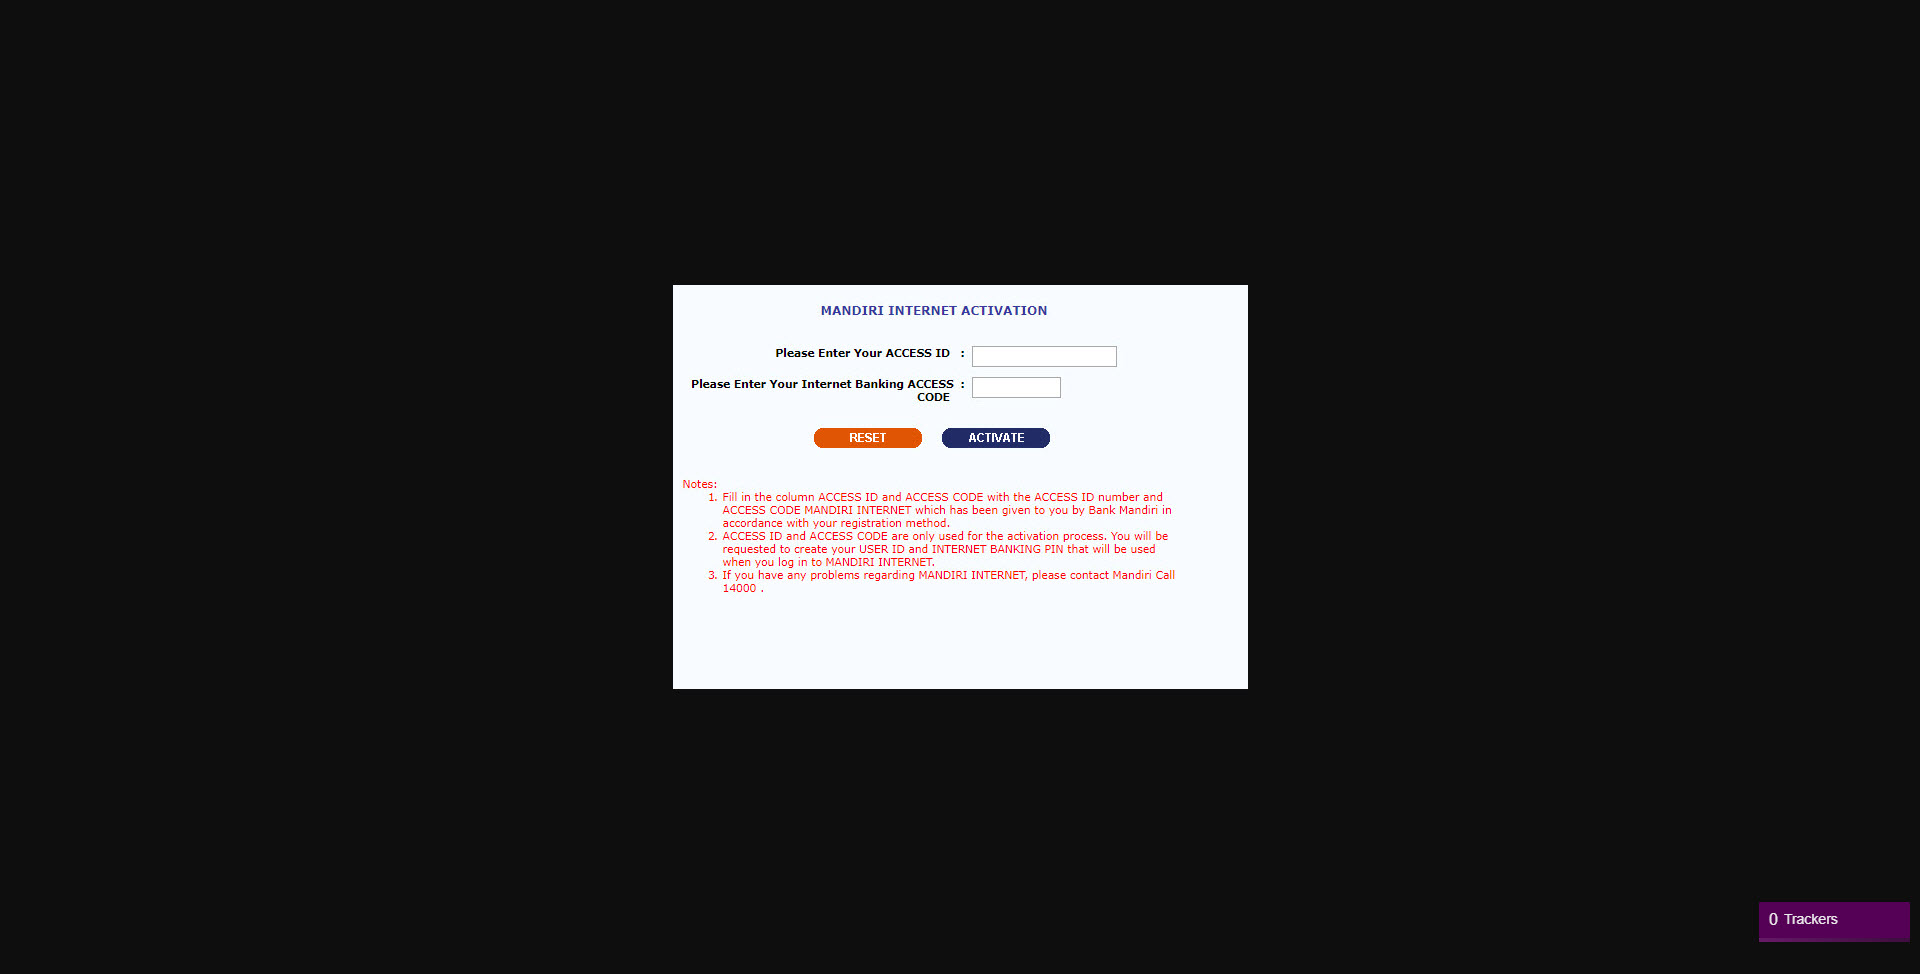 MANDIRI INTERNET ACTIVATION
Please Enter Your ACCESS ID :
Please Enter Your Internet Banking ACCESS :
CODE
RESET ACTIVATE
Notes:
1. Fill in the column ACCESS ID and ACCESS CODE with the ACCESS ID number and
ACCESS CODE MANDIRI INTERNET which has been given to you by Bank Mandiri in
accordance with your registration method.
2. ACCESS ID and ACCESS CODE are only used for the activation process. You will be
requested to create your USER ID and INTERNET BANKING PIN that will be used
when you log in to MANDIRI INTERNET.
3. If you have any problems regarding MANDIRI INTERNET, please contact Mandiri Call
14000 .
0 Trackers